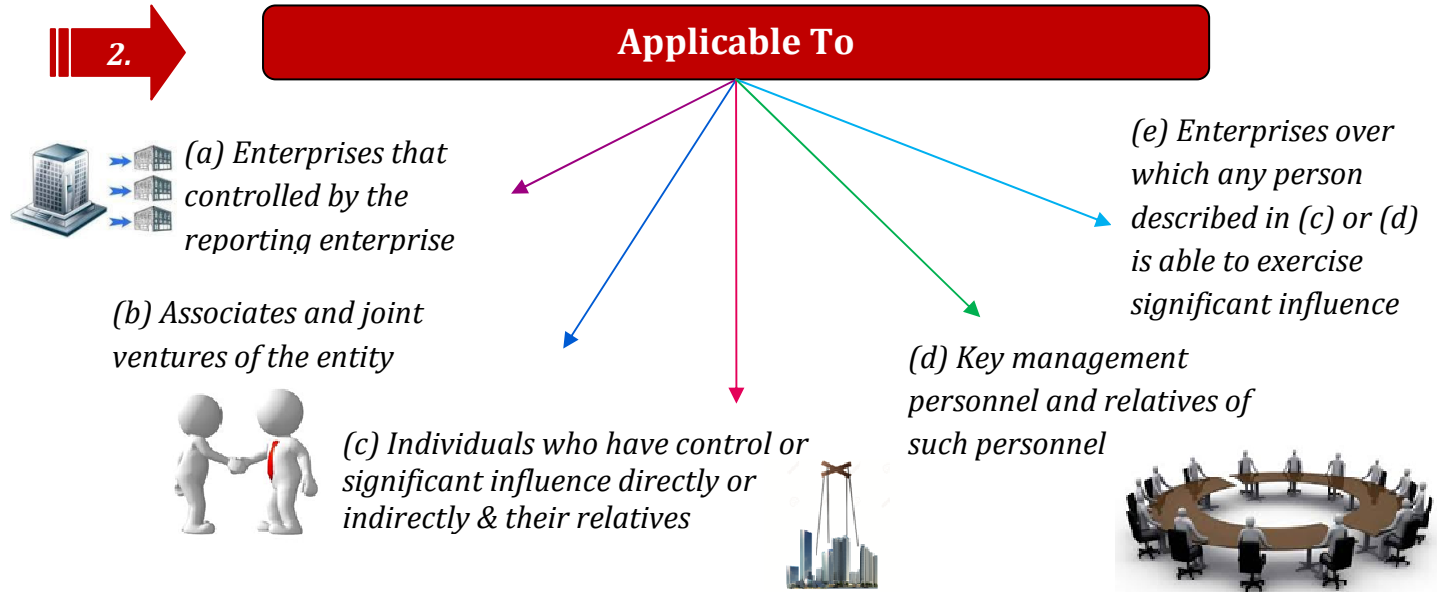 2.
Applicable To
(a) Enterprises that
controlled by the
reporting enterprise
(b) Associates and joint
ventures of the entity
(c) Individuals who have control or
significant influence directly or
indirectly & their relatives
(d) Key management
personnel and relatives of
such personnel
(e) Enterprises over
which any person
described in (c) or (d)
is able to exercise
significant influence